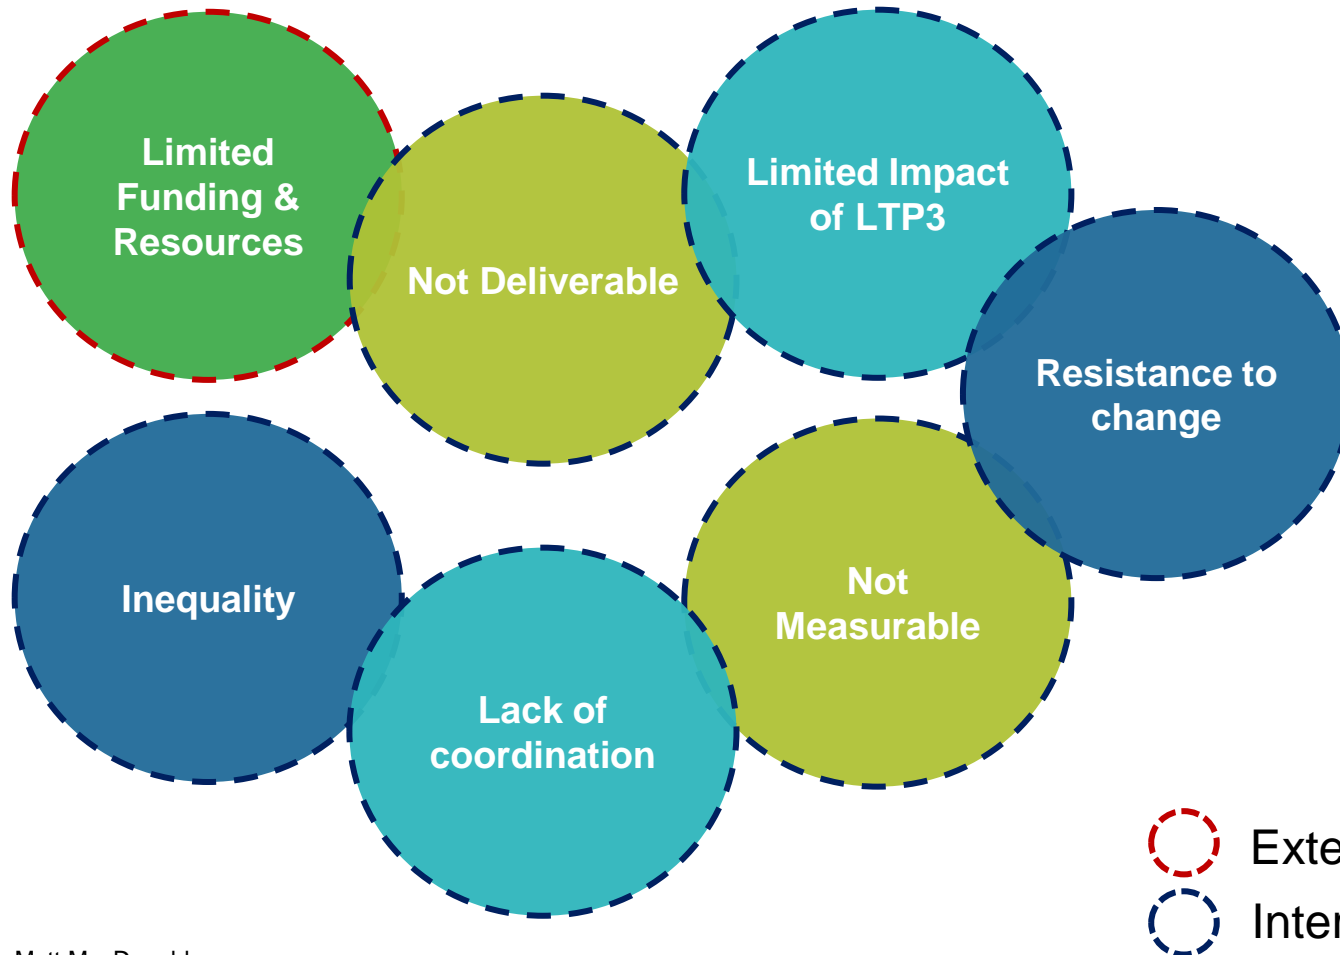 Limited
Funding &
Resources
Not Deliverable
Limited Impact
of LTP3
Resistance to
change
Inequality
Lack of
coordination
Not
Measurable